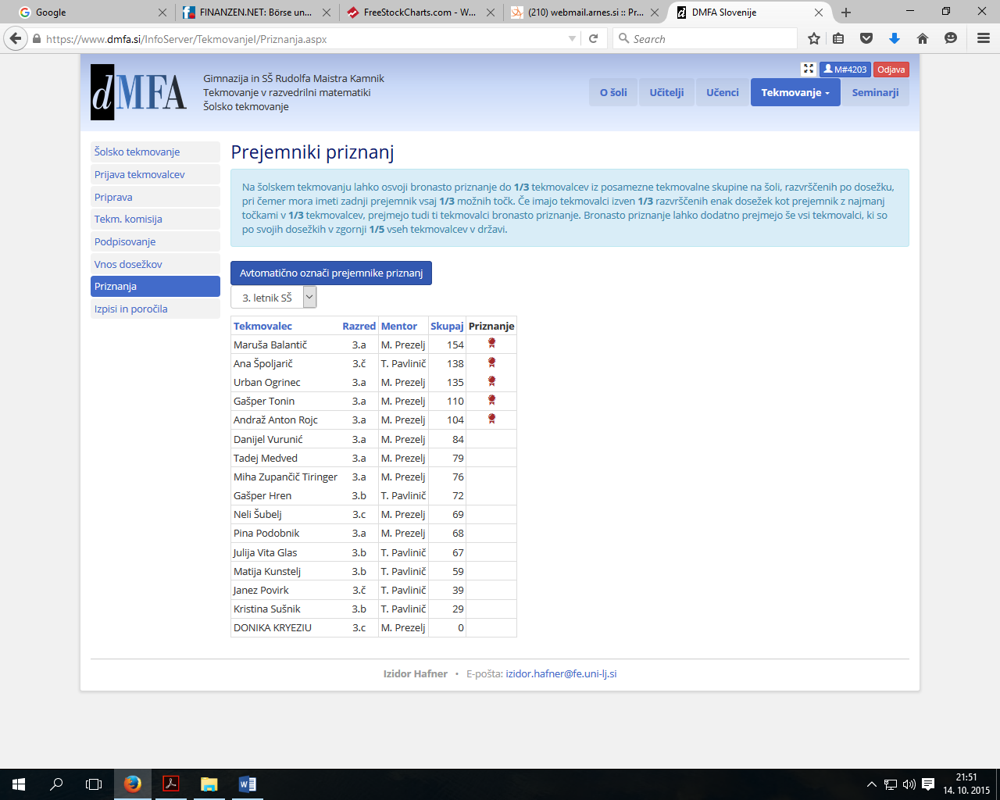 Google
FINANZEN.NET: Börse un...
FreeStockCharts.com - W...
(210) webmail.arnes.si :: Pr...
d DMFA Slovenije
https://www.dmfa.si/InfoServer/TekmovanjeI/Priznanja.aspx
Search
dMFA
Gimnazija in SŠ Rudolfa Maistra Kamnik
Tekmovanje v razvedrilni matematiki
Šolsko tekmovanje
M#4203 Odjava
O šoli Učitelji Učenci Tekmovanje Seminarji
Šolsko tekmovanje
Prijava tekmovalcev
Priprava
Tekm. komisija
Podpisovanje
Vnos dosežkov
Priznanja
Izpisi in poročila
Prejemniki priznanj
Na šolskem tekmovanju lahko osvoji bronasto priznanje do 1/3 tekmovalcev iz posamezne tekmovalne skupine na šoli, razvrščenih po dosežku,
pri čemer mora imeti zadnji prejemnik vsaj 1/3 možnih točk. Če imajo tekmovalci izven 1/3 razvrščenih enak dosežek kot prejemnik z najmanj
točkami v 1/3 tekmovalcev, prejmejo tudi ti tekmovalci bronasto priznanje. Bronasto priznanje lahko dodatno prejmejo še vsi tekmovalci, ki so
po svojih dosežkih v zgornji 1/5 vseh tekmovalcev v državi.
Avtomatično označi prejemnike priznanj
3. letnik SŠ
Tekmovalec Razred Mentor Skupaj Priznanje
Maruša Balantič 3.a M. Prezelj 154
Ana Špoljarič 3.č T. Pavlinič 138
Urban Ogrinec 3.a M. Prezelj 135
Gašper Tonin 3.a M. Prezelj 110
Andraž Anton Rojc 3.a M. Prezelj 104
Danijel Vurunić 3.a M. Prezelj 84
Tadej Medved 3.a M. Prezelj 79
Miha Zupančič Tiringer 3.a M. Prezelj 76
Gašper Hren 3.b T. Pavlinič 72
Neli Šubelj 3.c M. Prezelj 69
Pina Podobnik 3.a M. Prezelj 68
Julija Vita Glas 3.b T. Pavlinič 67
Matija Kunstelj 3.b T. Pavlinič 59
Janez Povirk 3.č T. Pavlinič 39
Kristina Sušnik 3.b T. Pavlinič 29
DONIKA KRYEZIU 3.c M. Prezelj 0
Izidor Hafner • E-pošta: izidor.hafner@fe.uni-lj.si
21:51
14. 10. 2015